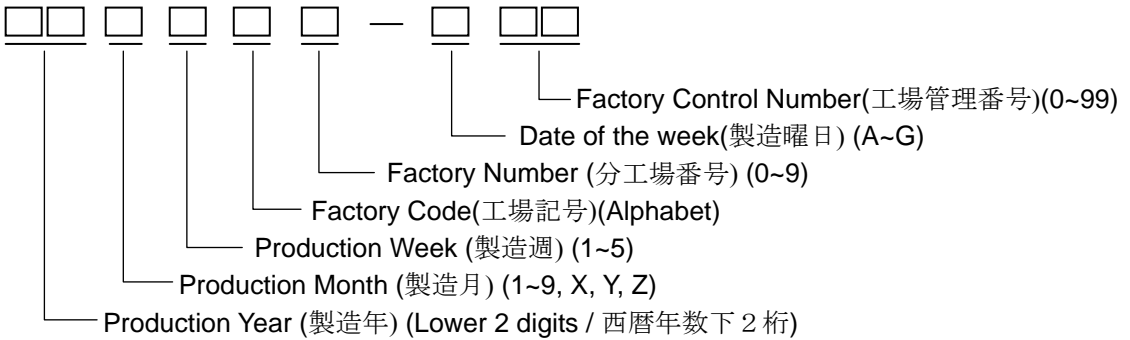 □□ □ □ □ □ — □ □□
Factory Control Number(工場管理番号)(0~99)
Date of the week(製造曜日) (A~G)
Factory Number (分工場番号) (0~9)
Factory Code(工場記号)(Alphabet)
Production Week (製造週) (1~5)
Production Month (製造月) (1~9, X, Y, Z)
Production Year (製造年) (Lower 2 digits / 西暦年数下２桁)